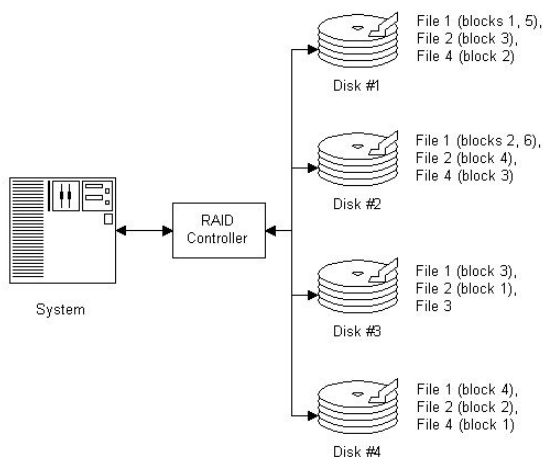 File 1 (blocks 1, 5),
File 2 (block 3),
File 4 (block 2)
Disk #1
File 1 (blocks 2, 6),
File 2 (block 4),
File 4 (block 3)
Disk #2
RAID
Controller
System
File 1 (block 3),
File 2 (block 1),
File 3
Disk #3
File 1 (block 4),
File 2 (block 2),
File 4 (block 1)
Disk #4